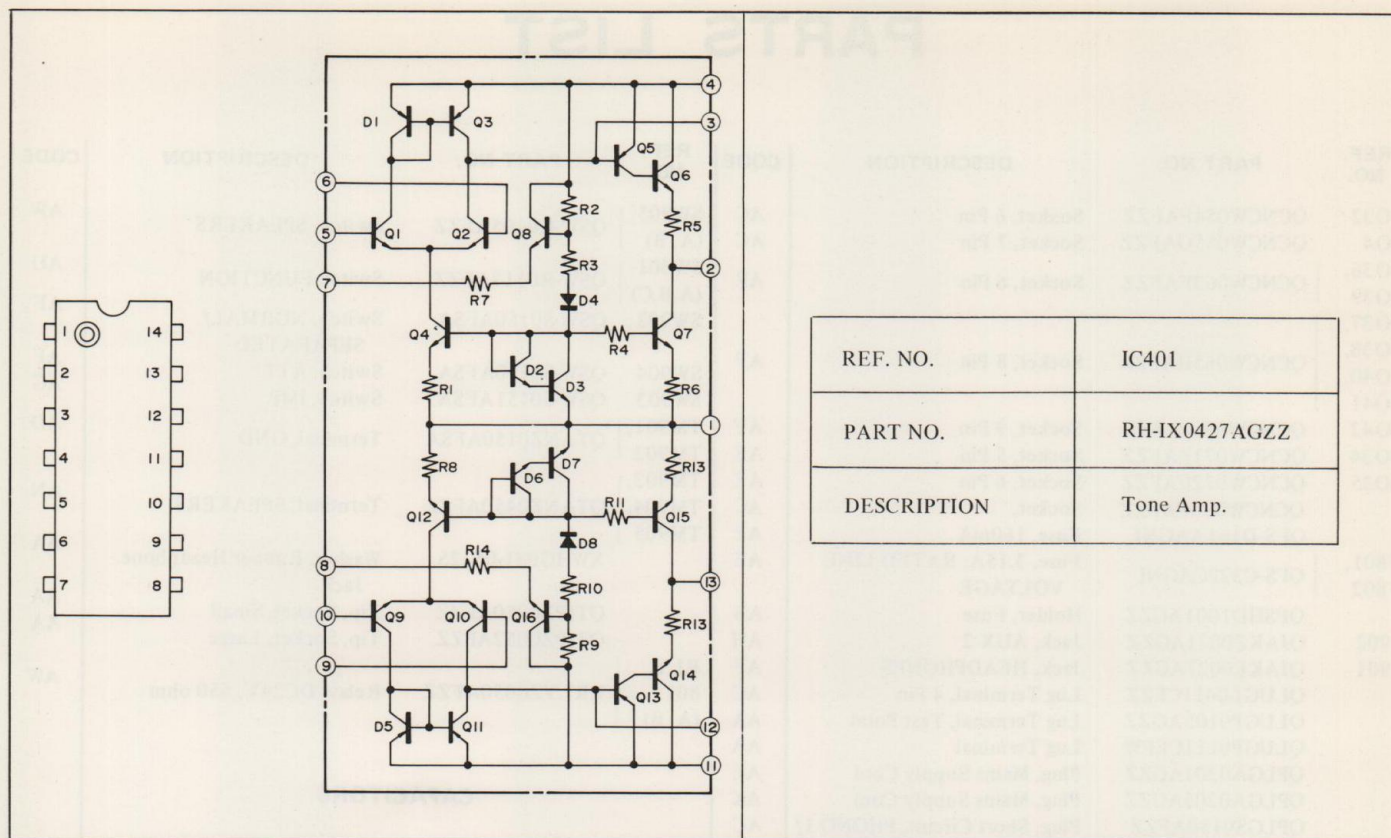 4
D1
Q3
3
Q5
Q6
6
R2
R5
5
Q1
Q2
Q8
2
R3
7
R7
D4
Q4
R4
Q7
D2
D3
R1
R6
1
R8
D7
D6
R13
R11
Q12
Q15
D8
8
R14
13
R10
10
Q9
Q10
Q16
R13
R9
9
Q14
Q13
12
D5
Q11
11
1 14
2 13
3 12
4 11
5 10
6 9
7 8
REF. NO. IC401
PART NO. RH-IX0427AGZZ
DESCRIPTION Tone Amp.